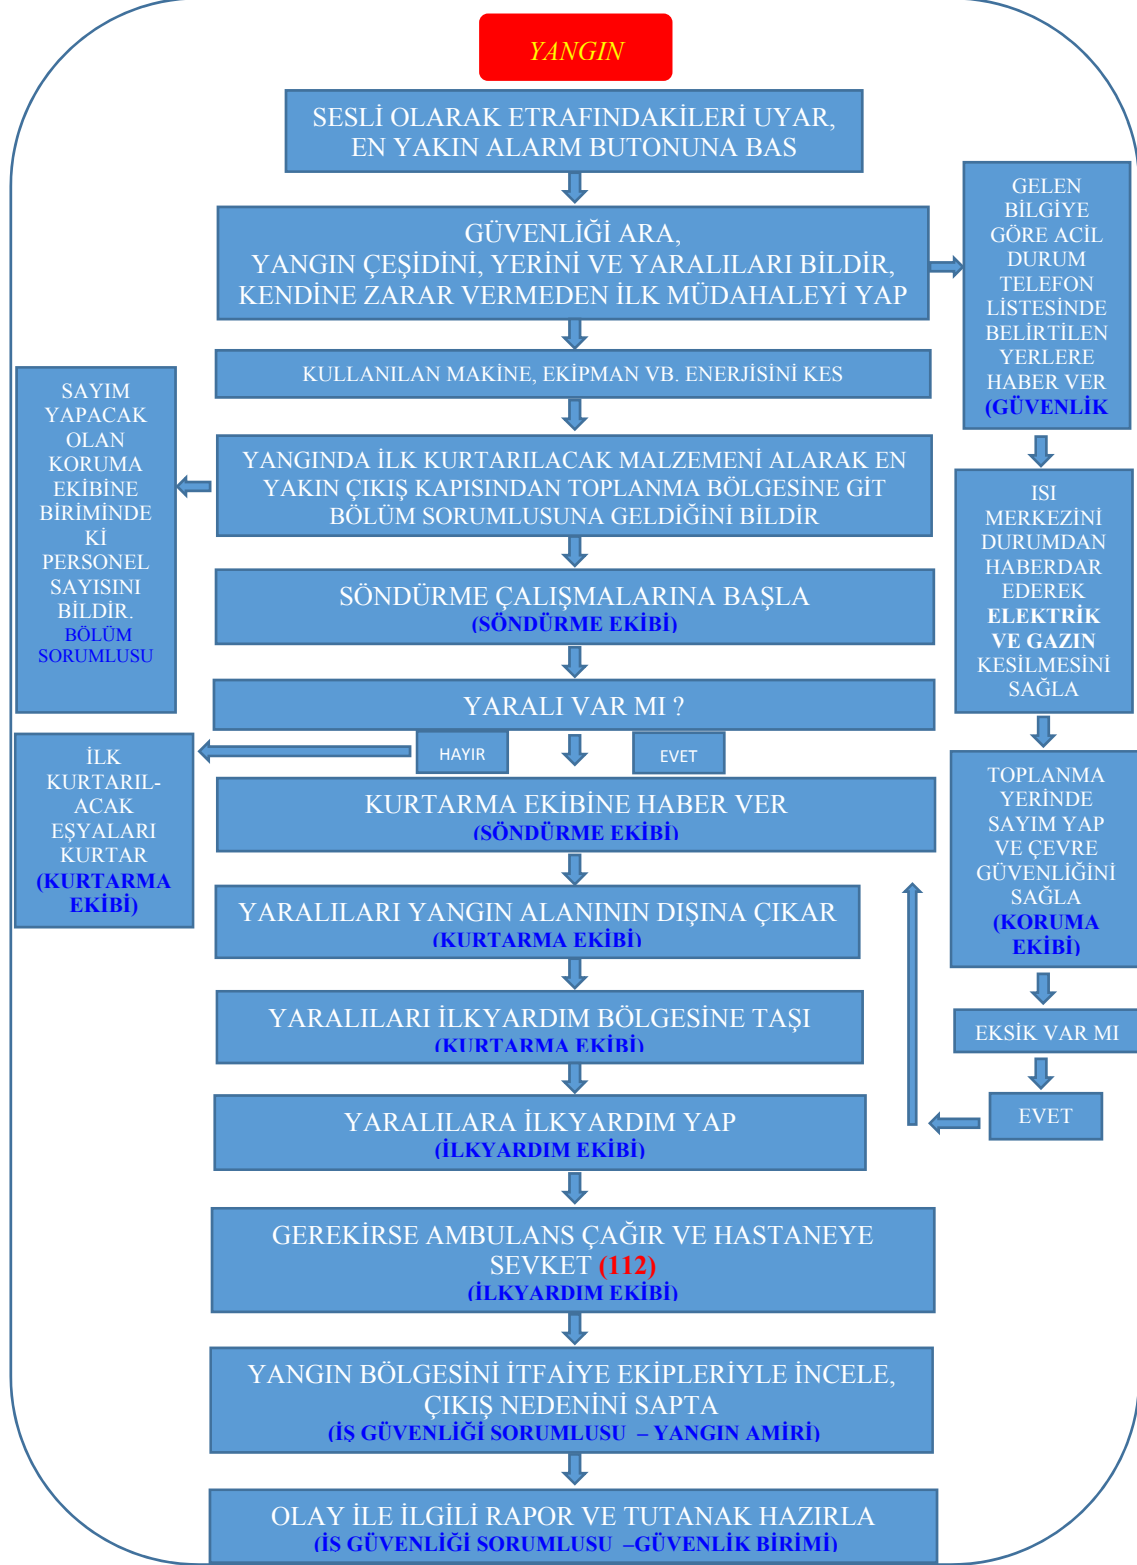 YANGIN
SESLİ OLARAK ETRAFINDAKİLERİ UYAR,
EN YAKIN ALARM BUTONUNA BAS
GÜVENLİĞİ ARA,
YANGIN ÇEŞİDİNİ, YERİNİ VE YARALILARI BİLDİR,
KENDİNE ZARAR VERMEDEN İLK MÜDAHALEYİ YAP
GELEN
BİLGİYE
GÖRE ACİL
DURUM
TELEFON
LİSTESİNDE
BELİRTİLEN
YERLERE
HABER VER
(GÜVENLİK
KULLANILAN MAKİNE, EKİPMAN VB. ENERJİSİNİ KES
SAYIM
YAPACAK
OLAN
KORUMA
EKİBİNE
BİRİMİNDE
Kİ
PERSONEL
SAYISINI
BİLDİR.
BÖLÜM
SORUMLUSU
YANGINDA İLK KURTARILACAK MALZEMENİ ALARAK EN
YAKIN ÇIKIŞ KAPISINDAN TOPLANMA BÖLGESİNE GİT
BÖLÜM SORUMLUSUNA GELDİĞİNİ BİLDİR
ISI
MERKEZİNİ
DURUMDAN
HABERDAR
EDEREK
ELEKTRİK
VE GAZIN
KESİLMESİNİ
SAĞLA
SÖNDÜRME ÇALIŞMALARINA BAŞLA
(SÖNDÜRME EKİBİ)
YARALI VAR MI ?
HAYIR
EVET
İLK
KURTARIL-
ACAK
EŞYALARI
KURTAR
(KURTARMA
EKİBİ)
KURTARMA EKİBİNE HABER VER
(SÖNDÜRME EKİBİ)
TOPLANMA
YERİNDE
SAYIM YAP
VE ÇEVRE
GÜVENLİĞİNİ
SAĞLA
(KORUMA
EKİBİ)
YARALILARI YANGIN ALANININ DIŞINA ÇIKAR
(KURTARMA EKİBİ)
YARALILARI İLKYARDIM BÖLGESİNE TAŞI
(KURTARMA EKİBİ)
EKSİK VAR MI
EVET
YARALILARA İLKYARDIM YAP
(İLKYARDIM EKİBİ)
GEREKİRSE AMBULANS ÇAĞIR VE HASTANEYE
SEVKET (112)
(İLKYARDIM EKİBİ)
YANGIN BÖLGESİNİ İTFAİYE EKİPLERİYLE İNCELE,
ÇIKIŞ NEDENİNİ SAPTA
(İŞ GÜVENLİĞİ SORUMLUSU – YANGIN AMİRİ)
OLAY İLE İLGİLİ RAPOR VE TUTANAK HAZIRLA
(İŞ GÜVENLİĞİ SORUMLUSU –GÜVENLİK BİRİMİ)